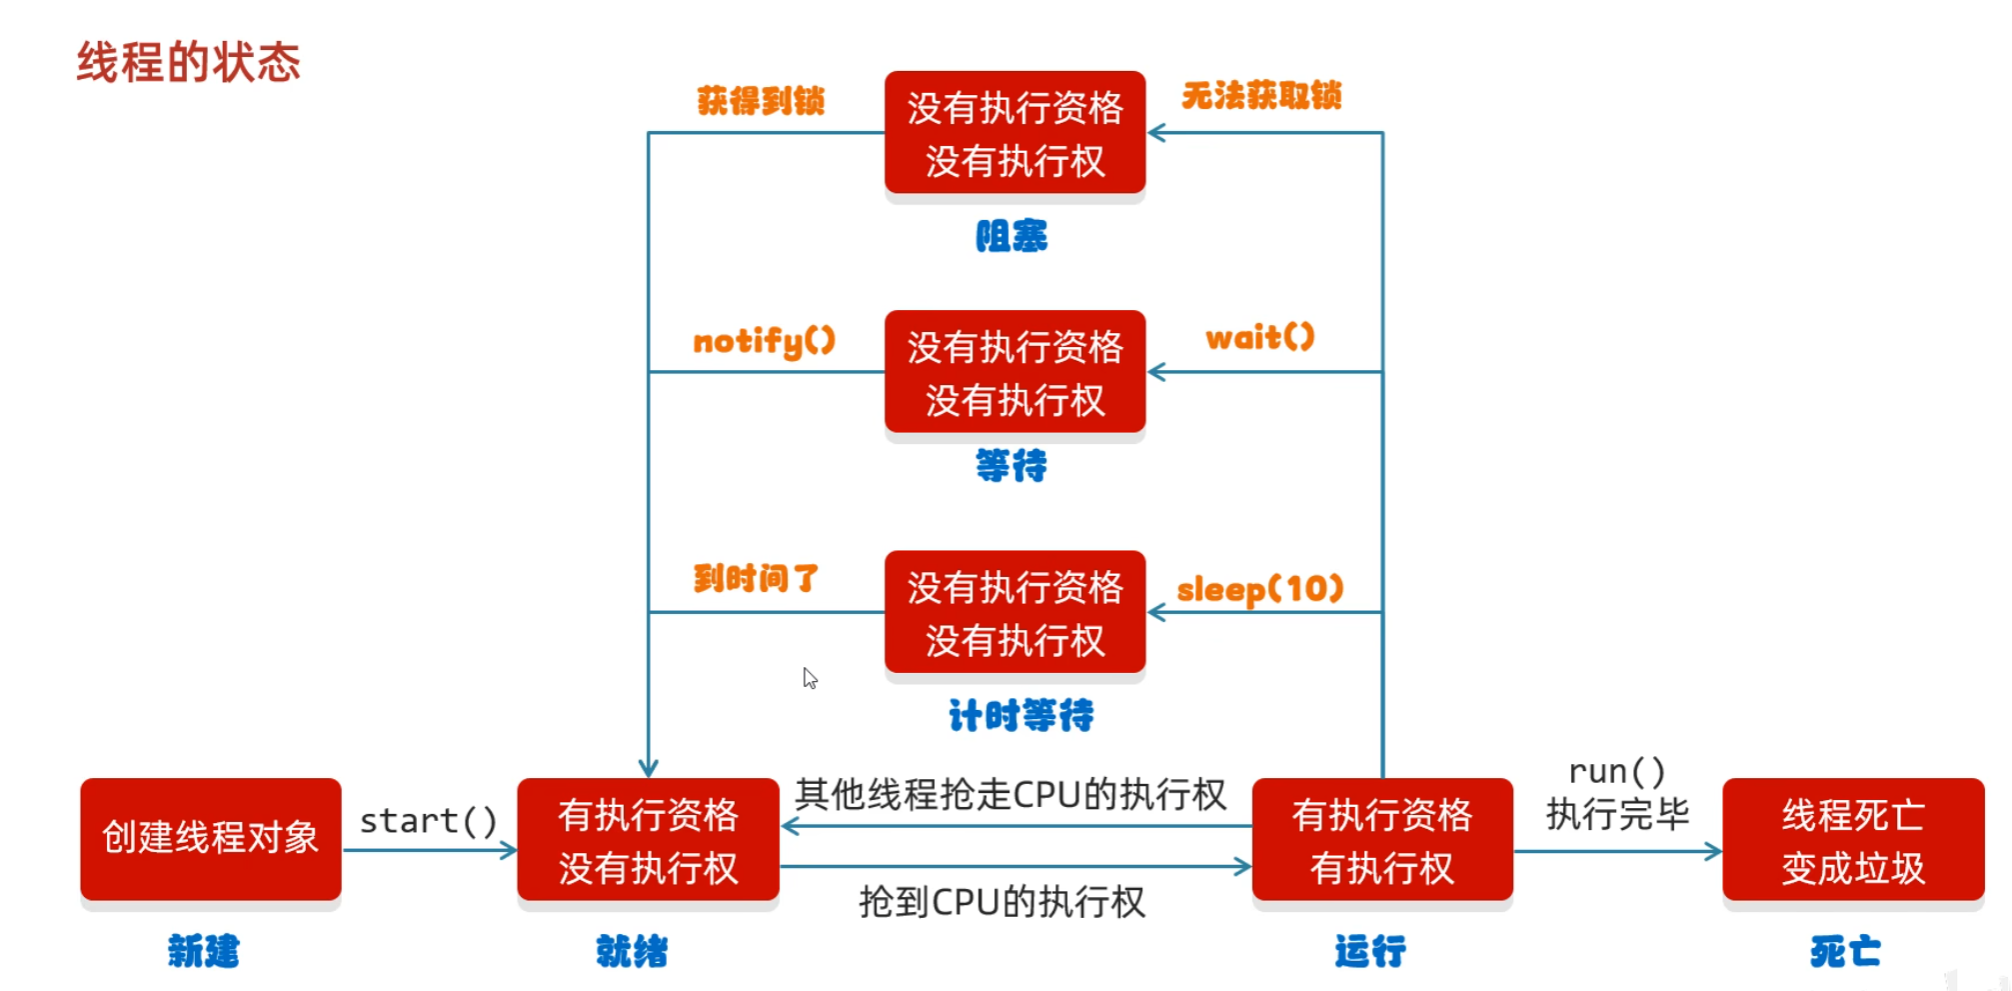 线程的状态
获得到锁
没有执行资格
没有执行权
无法获取锁
阻塞
notify()
没有执行资格
没有执行权
wait()
等待
到时间了
没有执行资格
没有执行权
sleep(10)
计时等待
创建线程对象
start()
有执行资格
没有执行权
其他线程抢走CPU的执行权
抢到CPU的执行权
有执行资格
有执行权
run()
执行完毕
线程死亡
变成垃圾
新建
就绪
运行
死亡